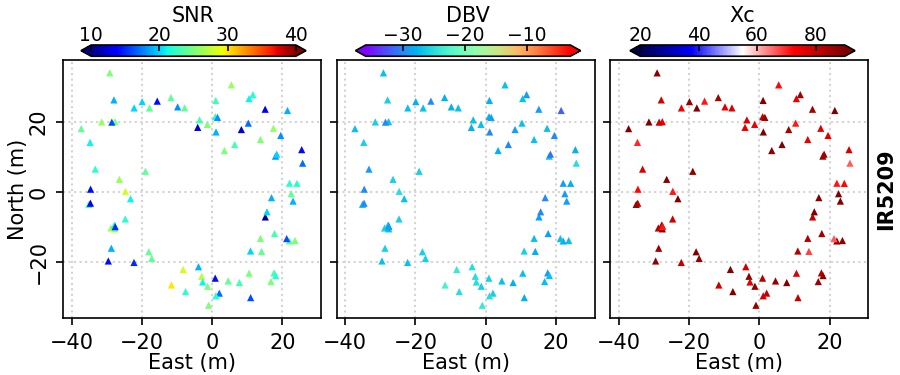 SNR DBV Xc
10 20 30 40 −30 −20 −10 20 40 60 80
20
0
−20
North (m)
IR5209
−40 −20 0 20 −40 −20 0 20 −40 −20 0 20
East (m) East (m) East (m)